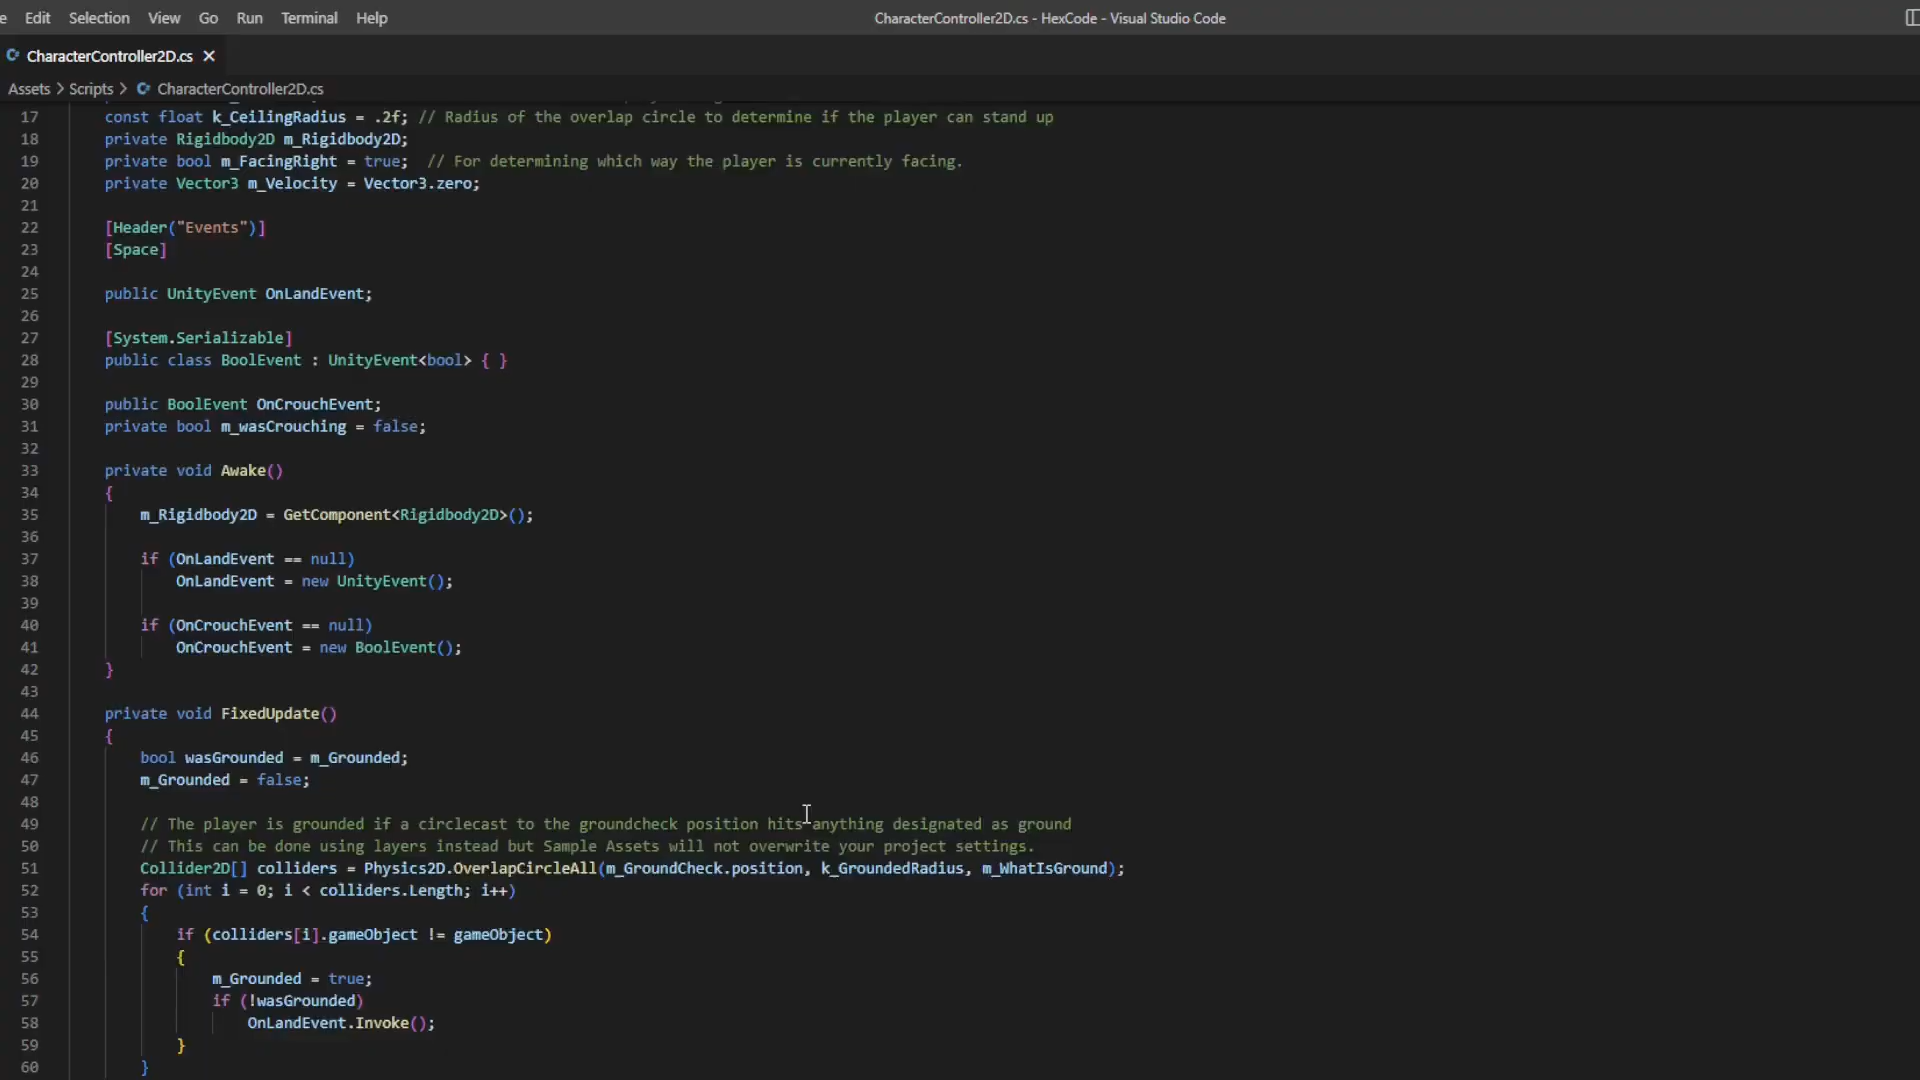 Edit Selection View Go Run Terminal Help CharacterController2D.cs - HexCode - Visual Studio Code
CharacterController2D.cs
Assets > Scripts > CharacterController2D.cs
17 const float k_CeilingRadius = .2f; // Radius of the overlap circle to determine if the player can stand up
18 private Rigidbody2D m_Rigidbody2D;
19 private bool m_FacingRight = true; // For determining which way the player is currently facing.
20 private Vector3 m_Velocity = Vector3.zero;
21
22 [Header("Events")]
23 [Space]
24
25 public UnityEvent OnLandEvent;
26
27 [System.Serializable]
28 public class BoolEvent : UnityEvent<bool> { }
29
30 public BoolEvent OnCrouchEvent;
31 private bool m_wasCrouching = false;
32
33 private void Awake()
34 {
35 m_Rigidbody2D = GetComponent<Rigidbody2D>();
36
37 if (OnLandEvent == null)
38 OnLandEvent = new UnityEvent();
39
40 if (OnCrouchEvent == null)
41 OnCrouchEvent = new BoolEvent();
42 }
43
44 private void FixedUpdate()
45 {
46 bool wasGrounded = m_Grounded;
47 m_Grounded = false;
48
49 // The player is grounded if a circlecast to the groundcheck position hits anything designated as ground
50 // This can be done using layers instead but Sample Assets will not overwrite your project settings.
51 Collider2D[] colliders = Physics2D.OverlapCircleAll(m_GroundCheck.position, k_GroundedRadius, m_WhatIsGround);
52 for (int i = 0; i < colliders.Length; i++)
53 {
54 if (colliders[i].gameObject != gameObject)
55 {
56 m_Grounded = true;
57 if (!wasGrounded)
58 OnLandEvent.Invoke();
59 }
60 }